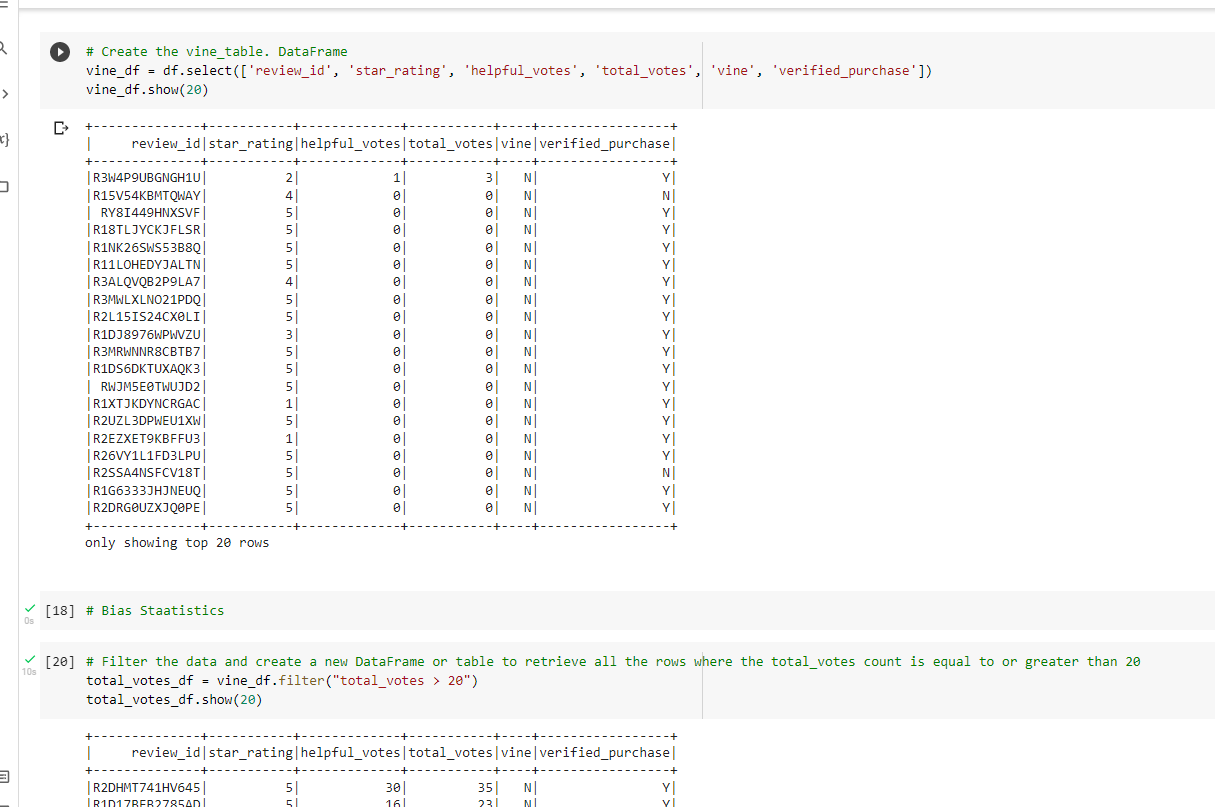 # Create the vine_table. DataFrame
vine_df = df.select(['review_id', 'star_rating', 'helpful_votes', 'total_votes', 'vine', 'verified_purchase'])
vine_df.show(20)
+--------------+-----------+-------------+-----------+----+-----------------+
|     review_id|star_rating|helpful_votes|total_votes|vine|verified_purchase|
+--------------+-----------+-------------+-----------+----+-----------------+
|R3W4P9UBGNGH1U|          2|            1|          3|   N|                Y|
|R15V54KBMTQWAY|          4|            0|          0|   N|                N|
| RY8I449HNXSVF|          5|            0|          0|   N|                Y|
|R18TLJYCKJFLSR|          5|            0|          0|   N|                Y|
|R1NK26SWS53B8Q|          5|            0|          0|   N|                Y|
|R11LOHEDYJALTN|          5|            0|          0|   N|                Y|
|R3ALQVQB2P9LA7|          4|            0|          0|   N|                Y|
|R3MWLXLNO21PDQ|          5|            0|          0|   N|                Y|
|R2L15IS24CX0LI|          5|            0|          0|   N|                Y|
|R1DJ8976WPWVZU|          3|            0|          0|   N|                Y|
|R3MRWNNR8CBTB7|          5|            0|          0|   N|                Y|
|R1DS6DKTUXAQK3|          5|            0|          0|   N|                Y|
| RWJM5E0TWUJD2|          5|            0|          0|   N|                Y|
|R1XTJKDYNCRGAC|          1|            0|          0|   N|                Y|
|R2UZL3DPWEU1XW|          5|            0|          0|   N|                Y|
|R2EZXET9KBFFU3|          1|            0|          0|   N|                Y|
|R26VY1L1FD3LPU|          5|            0|          0|   N|                Y|
|R2SSA4NSFCV18T|          5|            0|          0|   N|                N|
|R1G6333JHJNEUQ|          5|            0|          0|   N|                Y|
|R2DRG0UZXJQ0PE|          5|            0|          0|   N|                Y|
+--------------+-----------+-------------+-----------+----+-----------------+
only showing top 20 rows
[18] # Bias Staatistics
0s
[20] # Filter the data and create a new DataFrame or table to retrieve all the rows where the total_votes count is equal to or greater than 20
10s total_votes_df = vine_df.filter("total_votes > 20")
total_votes_df.show(20)
+--------------+-----------+-------------+-----------+----+-----------------+
|     review_id|star_rating|helpful_votes|total_votes|vine|verified_purchase|
+--------------+-----------+-------------+-----------+----+-----------------+
|R2DHMT741HV645|          5|           30|         35|   N|                Y|
|R1D17BFB2785AD|          5|           16|         23|   N|                Y|